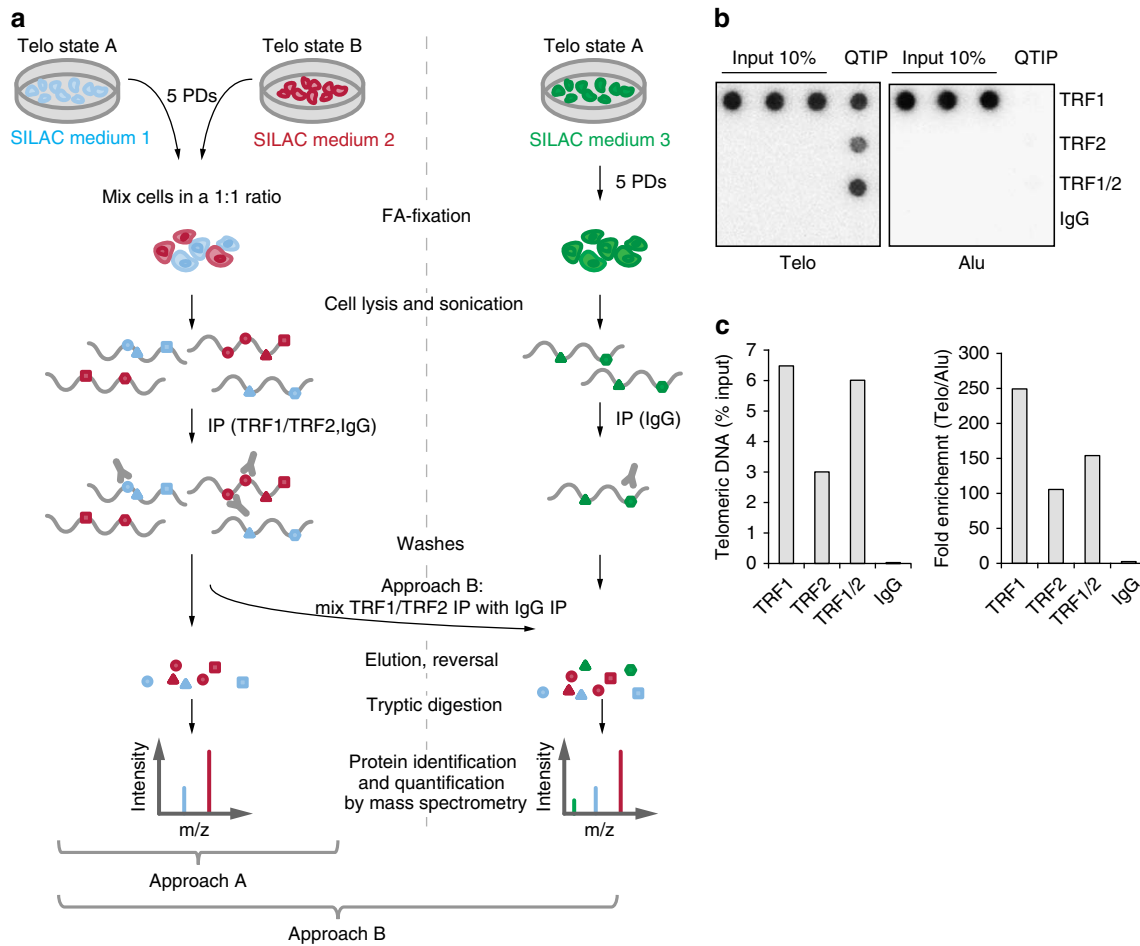 a
Telo state A
Telo state B
Telo state A
5 PDs
SILAC medium 1
SILAC medium 2
SILAC medium 3
5 PDs
Mix cells in a 1:1 ratio
FA-fixation
Cell lysis and sonication
IP (TRF1/TRF2,IgG)
IP (IgG)
Washes
Approach B:
mix TRF1/TRF2 IP with IgG IP
Elution, reversal
Tryptic digestion
Protein identification
and quantification
by mass spectrometry
Intensity
m/z
Intensity
m/z
Approach A
Approach B
b
Input 10%
QTIP
Input 10%
QTIP
TRF1
TRF2
TRF1/2
IgG
Telo
Alu
c
Telomeric DNA (% input)
7
6
5
4
3
2
1
0
TRF1
TRF2
TRF1/2
IgG
Fold enrichemnt (Telo/Alu)
300
250
200
150
100
50
0
TRF1
TRF2
TRF1/2
IgG